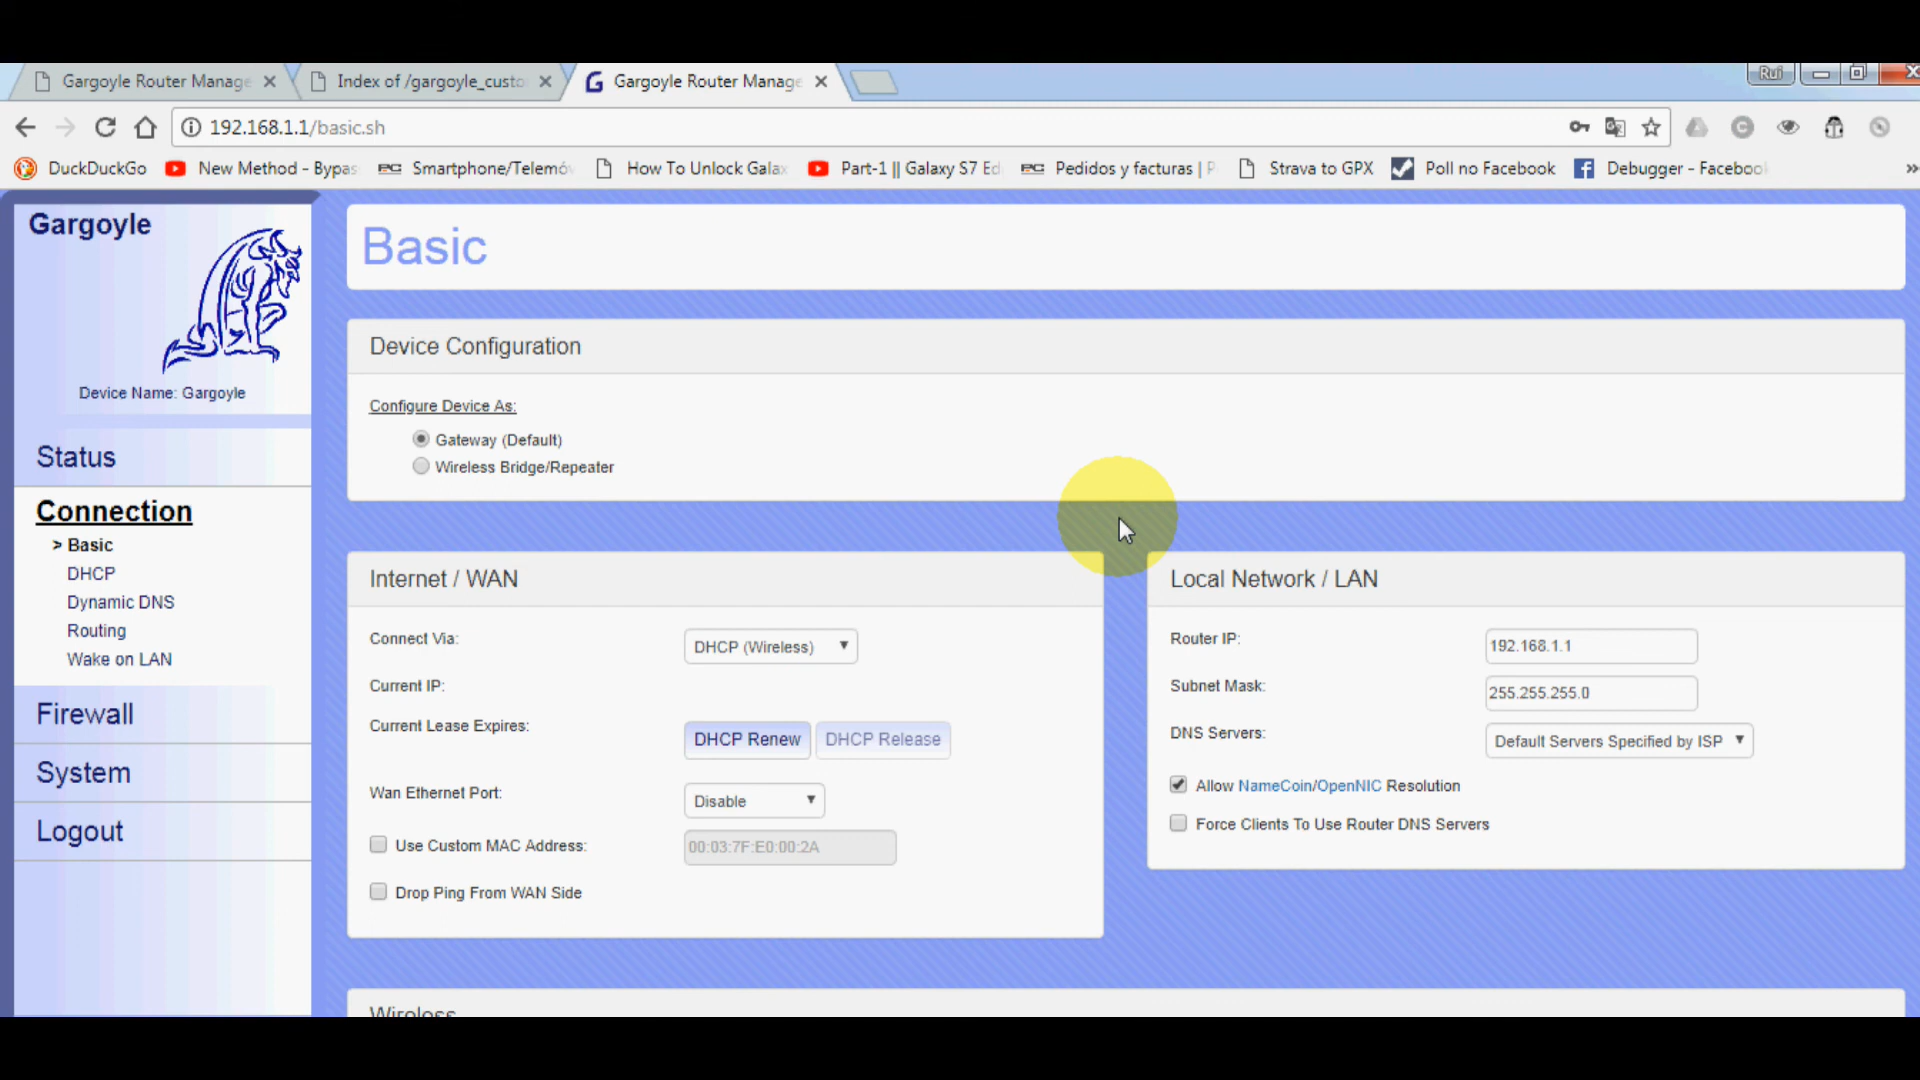 Gargoyle Router Manage
Index of /gargoyle_custo
Gargoyle Router Manage
Rui
192.168.1.1/basic.sh
DuckDuckGo
New Method - Bypas
Smartphone/Telemó
How To Unlock Gala
Part-1 || Galaxy S7 Ed
Pedidos y facturas | P
Strava to GPX
Poll no Facebook
Debugger - Faceboo
»
Gargoyle
Device Name: Gargoyle
Status
Connection
> Basic
DHCP
Dynamic DNS
Routing
Wake on LAN
Firewall
System
Logout
Basic
Device Configuration
Configure Device As:
Gateway (Default)
Wireless Bridge/Repeater
Internet / WAN
Connect Via: DHCP (Wireless)
Current IP:
Current Lease Expires:
DHCP Renew DHCP Release
Wan Ethernet Port: Disable
Use Custom MAC Address: 00:03:7F:E0:00:2A
Drop Ping From WAN Side
Local Network / LAN
Router IP: 192.168.1.1
Subnet Mask: 255.255.255.0
DNS Servers: Default Servers Specified by ISP
Allow NameCoin/OpenNIC Resolution
Force Clients To Use Router DNS Servers
Wireless